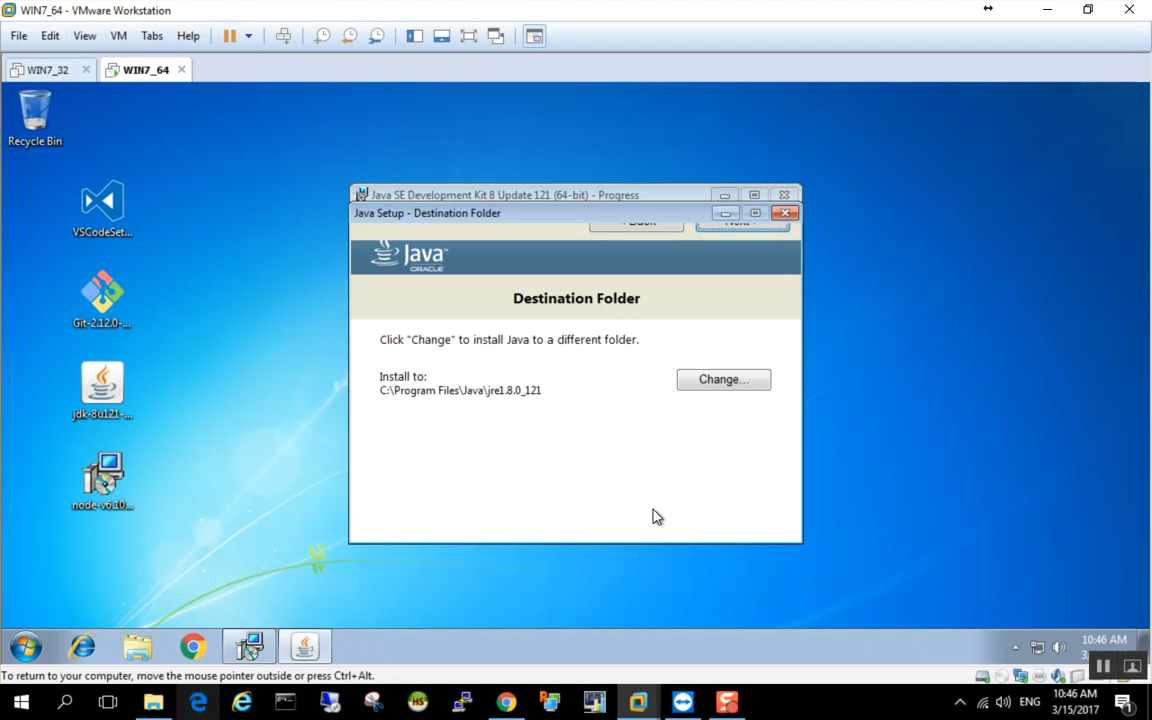 WIN7_64 - VMware Workstation
File Edit View VM Tabs Help
WIN7_32
WIN7_64
Recycle Bin
VSCodeSet...
Git-2.12.0-...
jdk-8u121-...
node-v6.10...
Java SE Development Kit 8 Update 121 (64-bit) - Progress
Java Setup - Destination Folder
Java
ORACLE
Destination Folder
Click "Change" to install Java to a different folder.
Install to:
C:\Program Files\Java\jre1.8.0_121
Change...
10:46 AM
To return to your computer, move the mouse pointer outside or press Ctrl+Alt.
HS
ENG
10:46 AM
3/15/2017
1